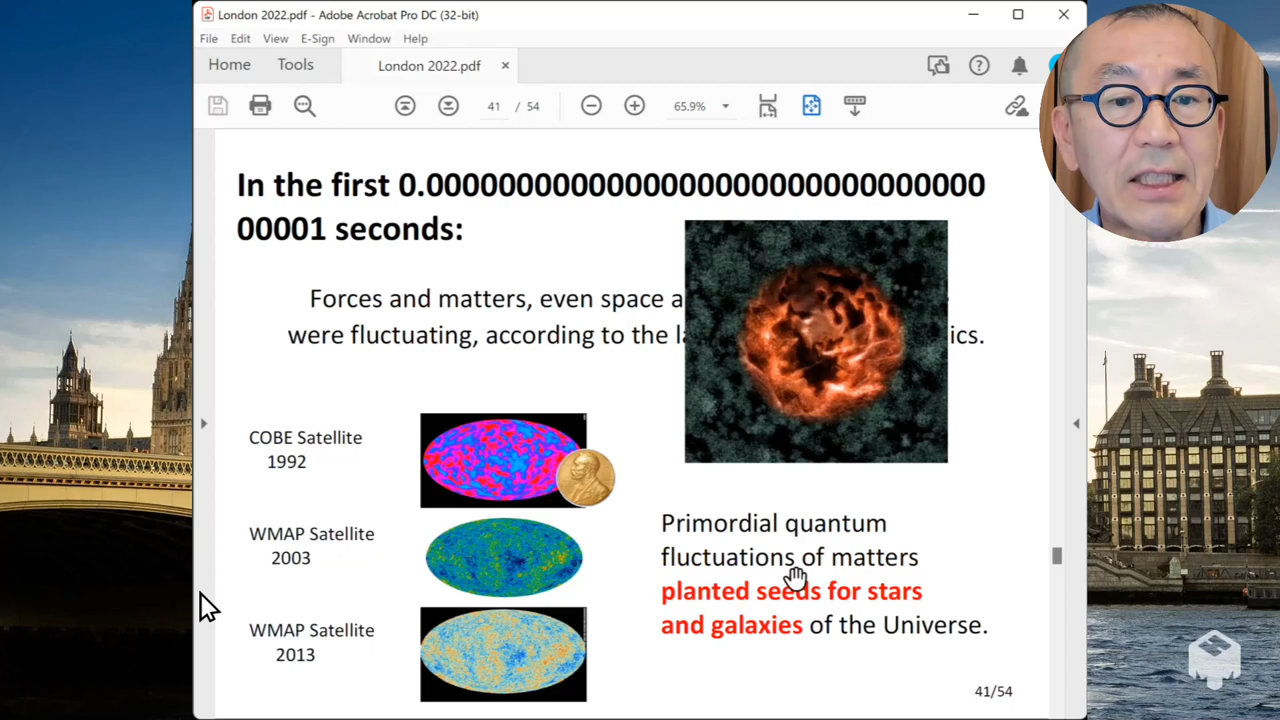 London 2022.pdf - Adobe Acrobat Pro DC (32-bit)
File Edit View E-Sign Window Help
Home Tools London 2022.pdf ×
41 / 54 65.9%
In the first 0.0000000000000000000000000000000
00001 seconds:
Forces and matters, even space a
were fluctuating, according to the la ics.
COBE Satellite
1992
WMAP Satellite
2003
WMAP Satellite
2013
Primordial quantum
fluctuations of matters
planted seeds for stars
and galaxies of the Universe.
41/54